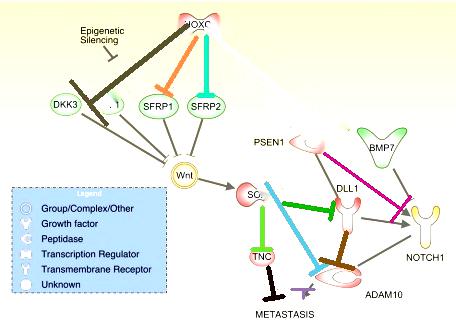 Epigenetic
Silencing
DKK3
SFRP1
SFRP2
PSEN1
BMP7
Wnt
DLL1
NOTCH1
TNC
ADAM10
METASTASIS
Legend
Group/Complex/Other
Growth factor
Peptidase
Transcription Regulator
Transmembrane Receptor
Unknown